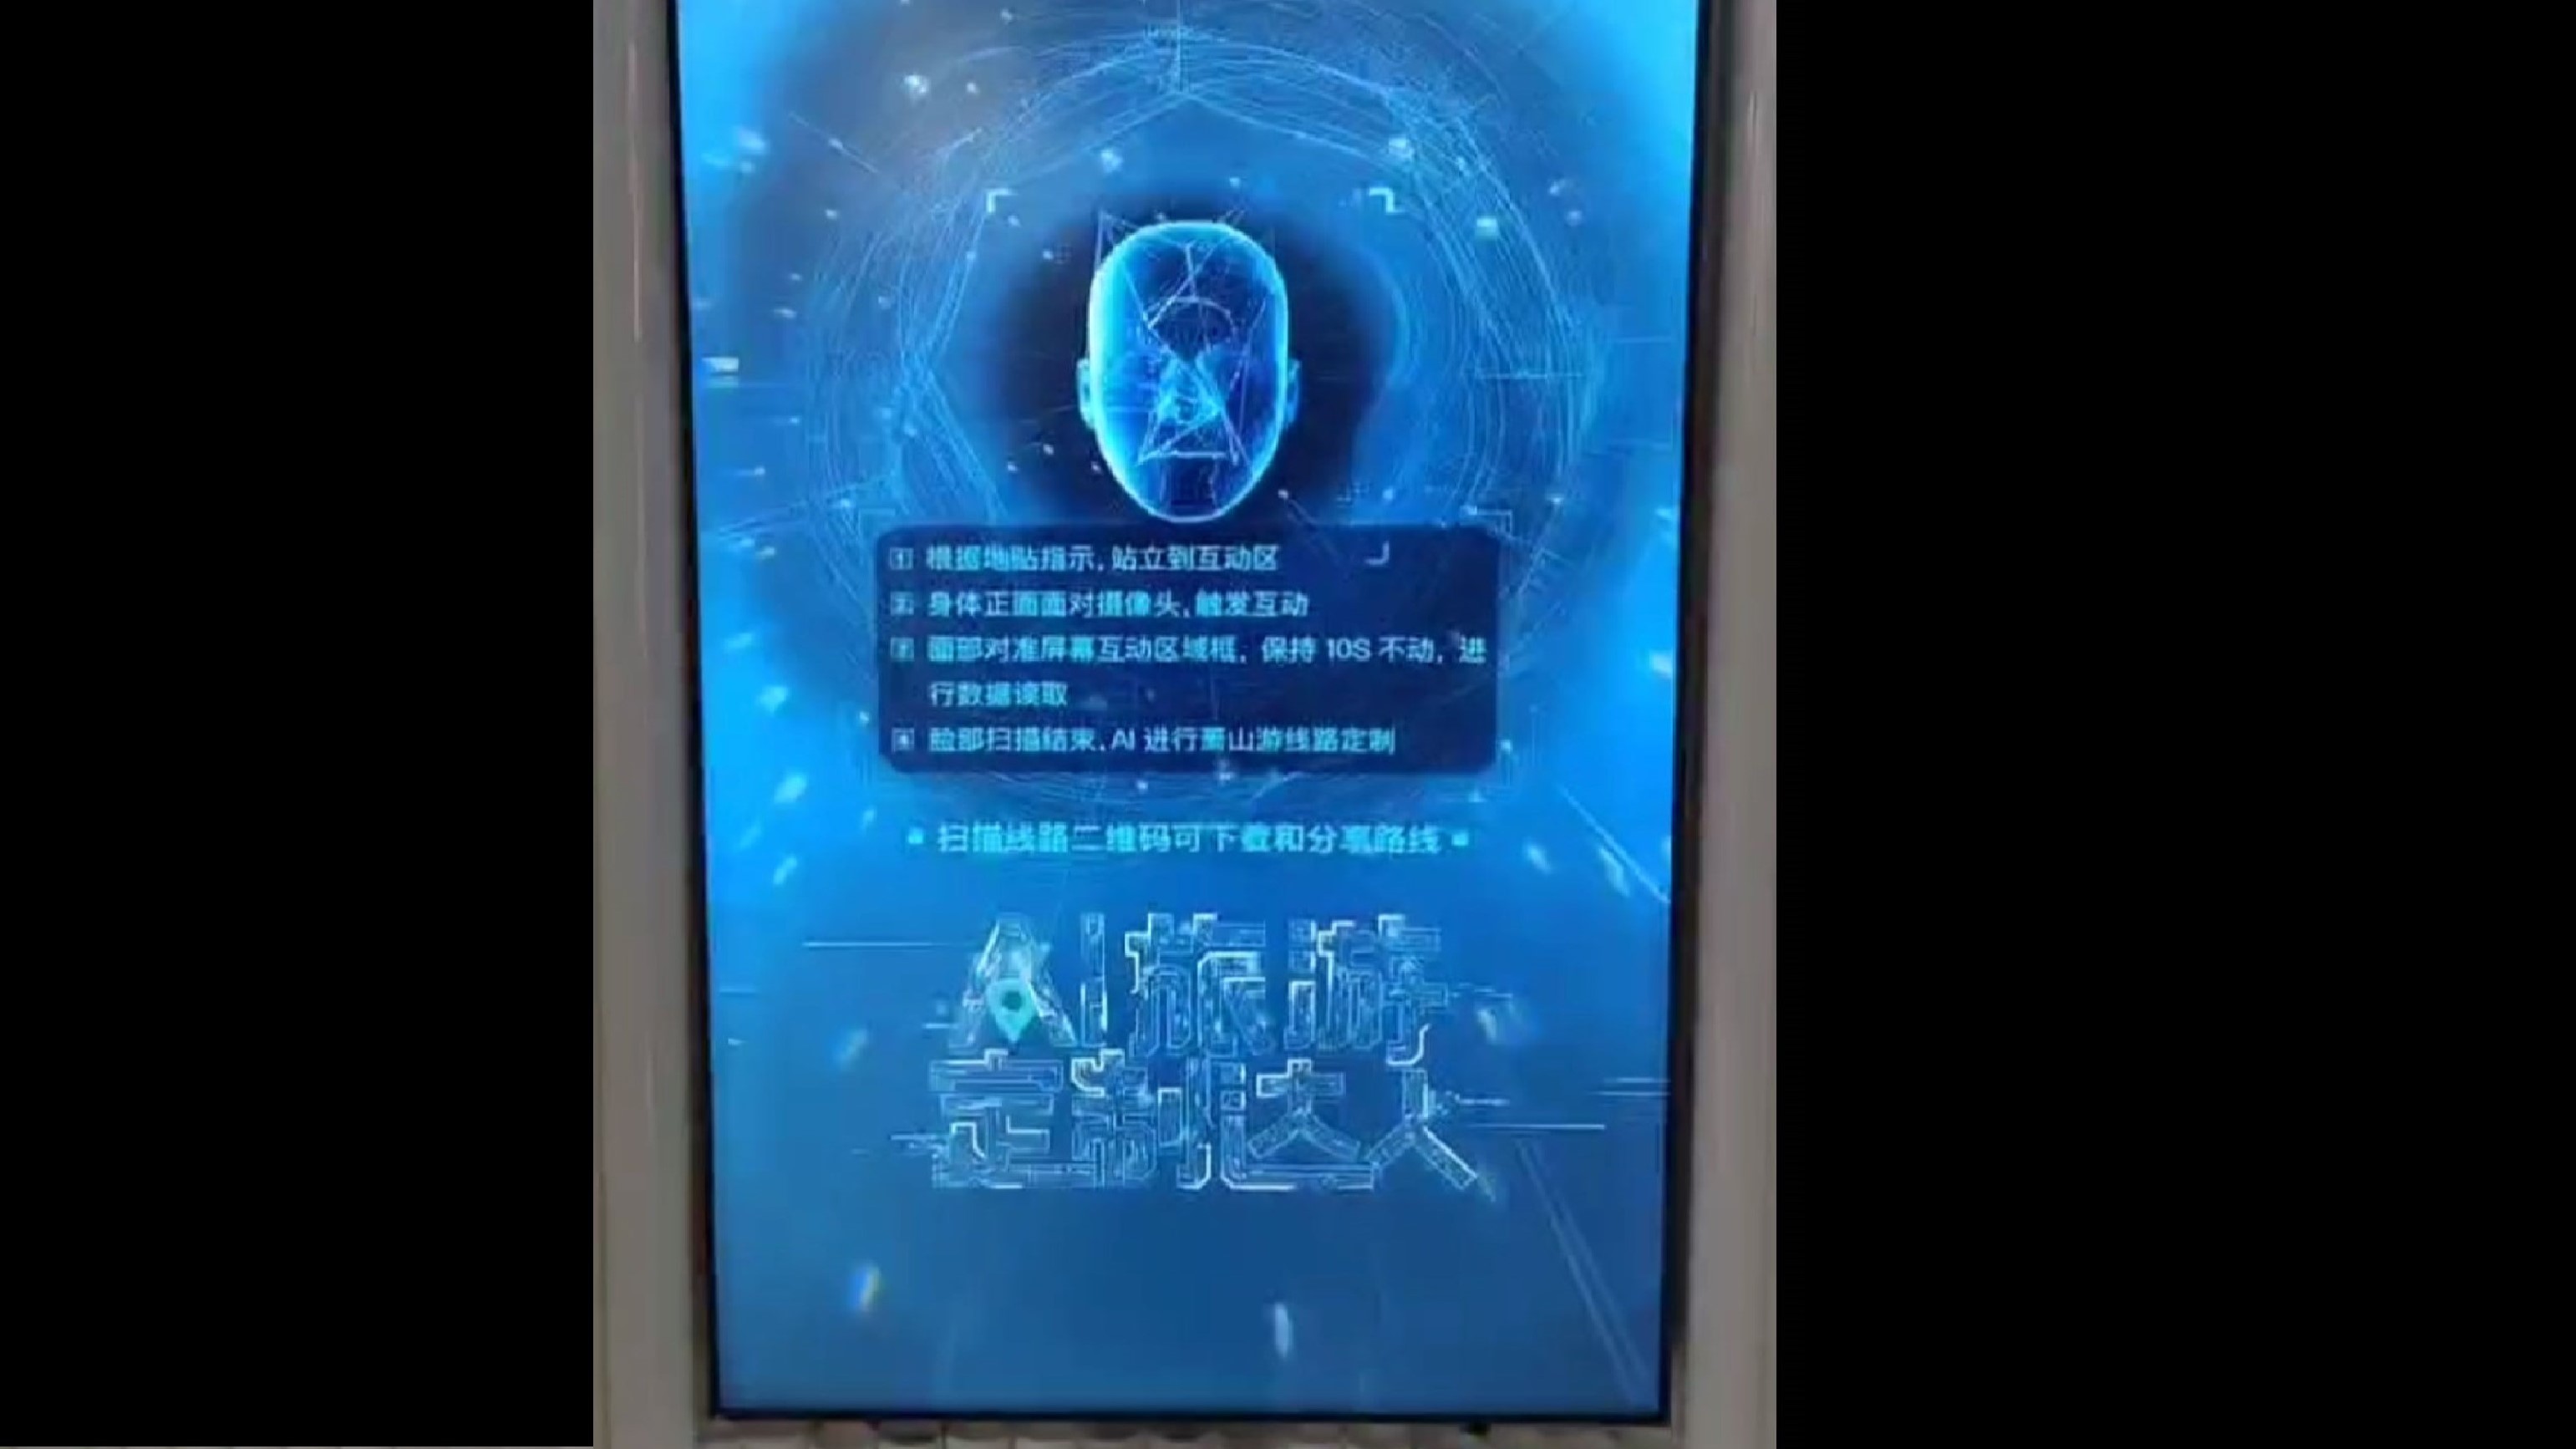 1 根据地贴指示，站立到互动区
2 身体正面面对摄像头、触发互动
3 面部对准屏幕互动区域框，保持 10S 不动，进
行数据读取
4 脸部扫描结束、AI 进行萧山游线路定制
扫描线路二维码可下载和分享路线
AI旅游
定制达人